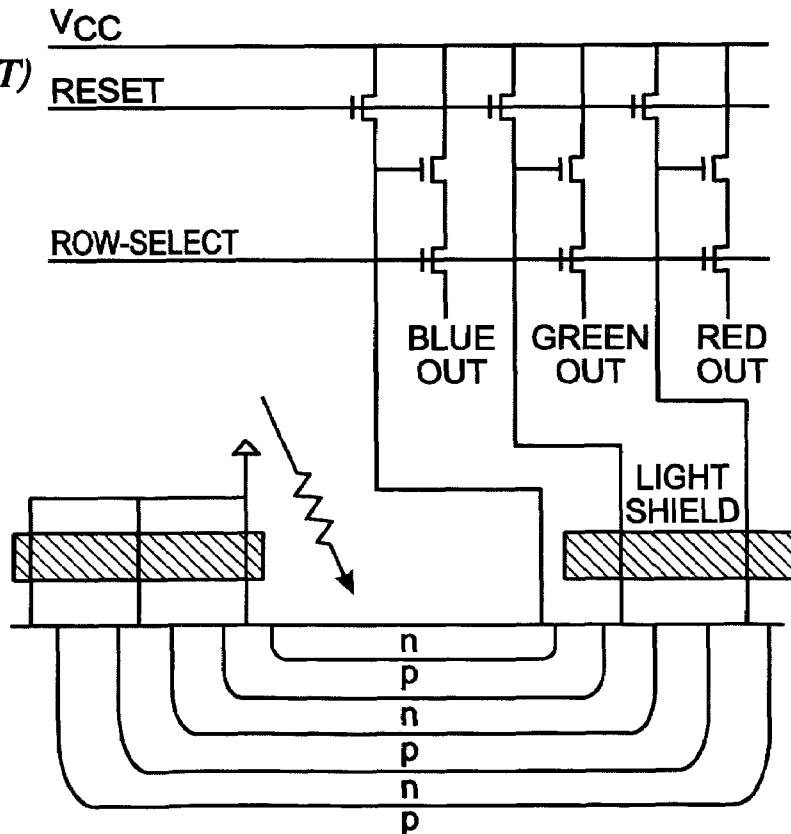 VCC
T)
RESET
ROW-SELECT
BLUE OUT
GREEN OUT
RED OUT
LIGHT SHIELD
n
p
n
p
n
p